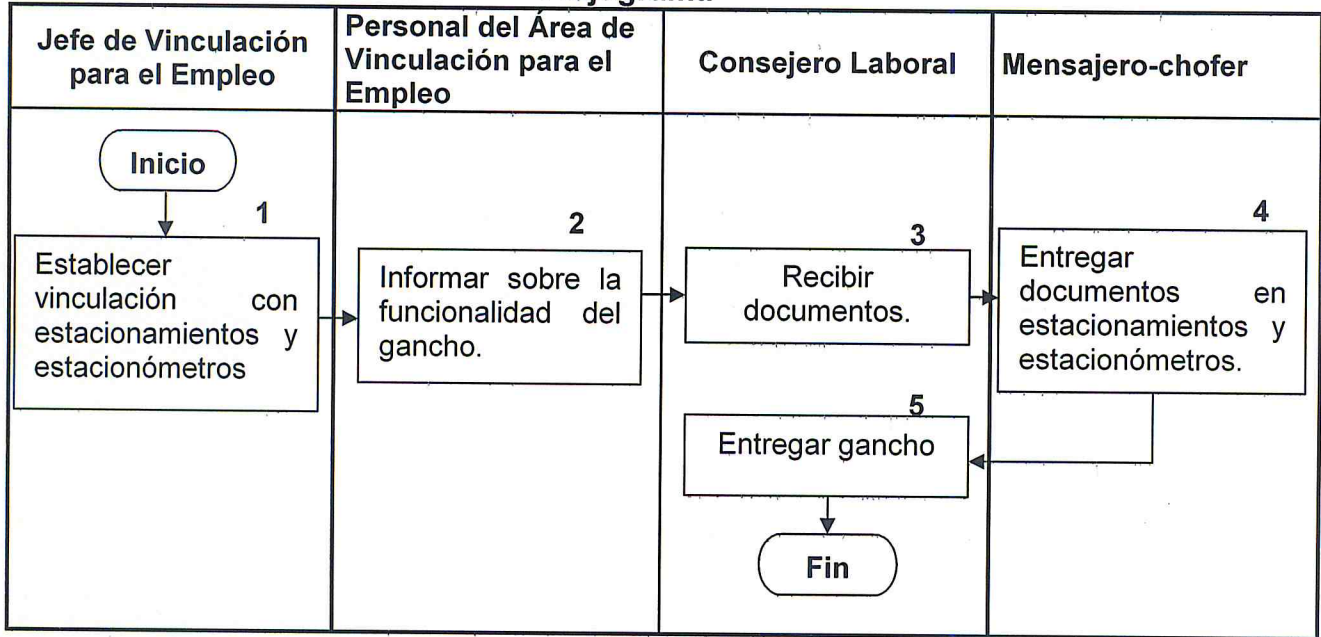 Jefe de Vinculación
para el Empleo
Personal del Área de
Vinculación para el
Empleo
Consejero Laboral
Mensajero-chofer
Inicio
1
Establecer
vinculación con
estacionamientos y
estacionómetros
2
Informar sobre la
funcionalidad del
gancho.
3
Recibir
documentos.
4
Entregar
documentos en
estacionamientos y
estacionómetros.
5
Entregar gancho
Fin